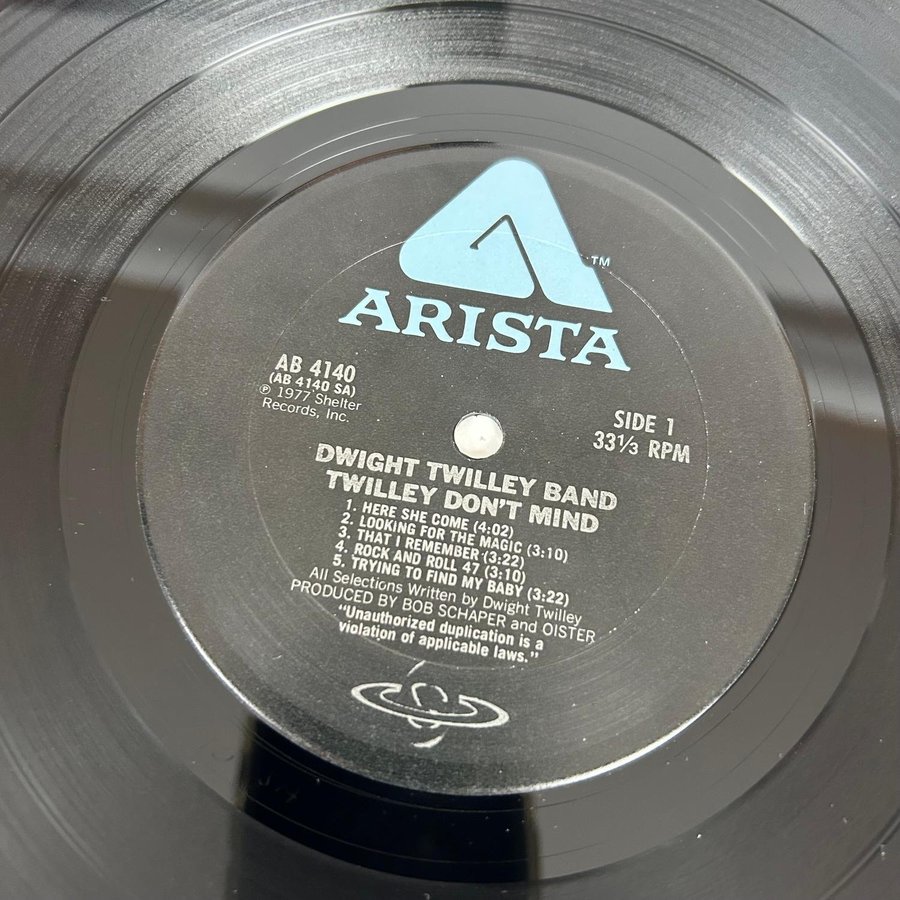 ™
ARISTA
AB 4140
(AB 4140 SA)
℗ 1977 Shelter
Records, Inc.
SIDE 1
33⅓ RPM
DWIGHT TWILLEY BAND
TWILLEY DON'T MIND
1. HERE SHE COME (4:02)
2. LOOKING FOR THE MAGIC (3:10)
3. THAT I REMEMBER (3:22)
4. ROCK AND ROLL 47 (3:10)
5. TRYING TO FIND MY BABY (3:22)
All Selections Written by Dwight Twilley
PRODUCED BY BOB SCHAPER and OISTER
"Unauthorized duplication is a
violation of applicable laws."